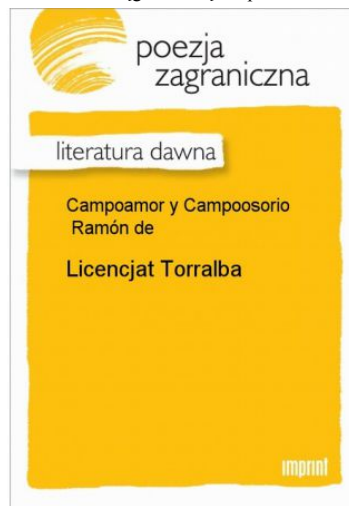 poezja
zagraniczna
literatura dawna
Campoamor y Campoosorio
Ramón de
Licencjat Torralba
imprint